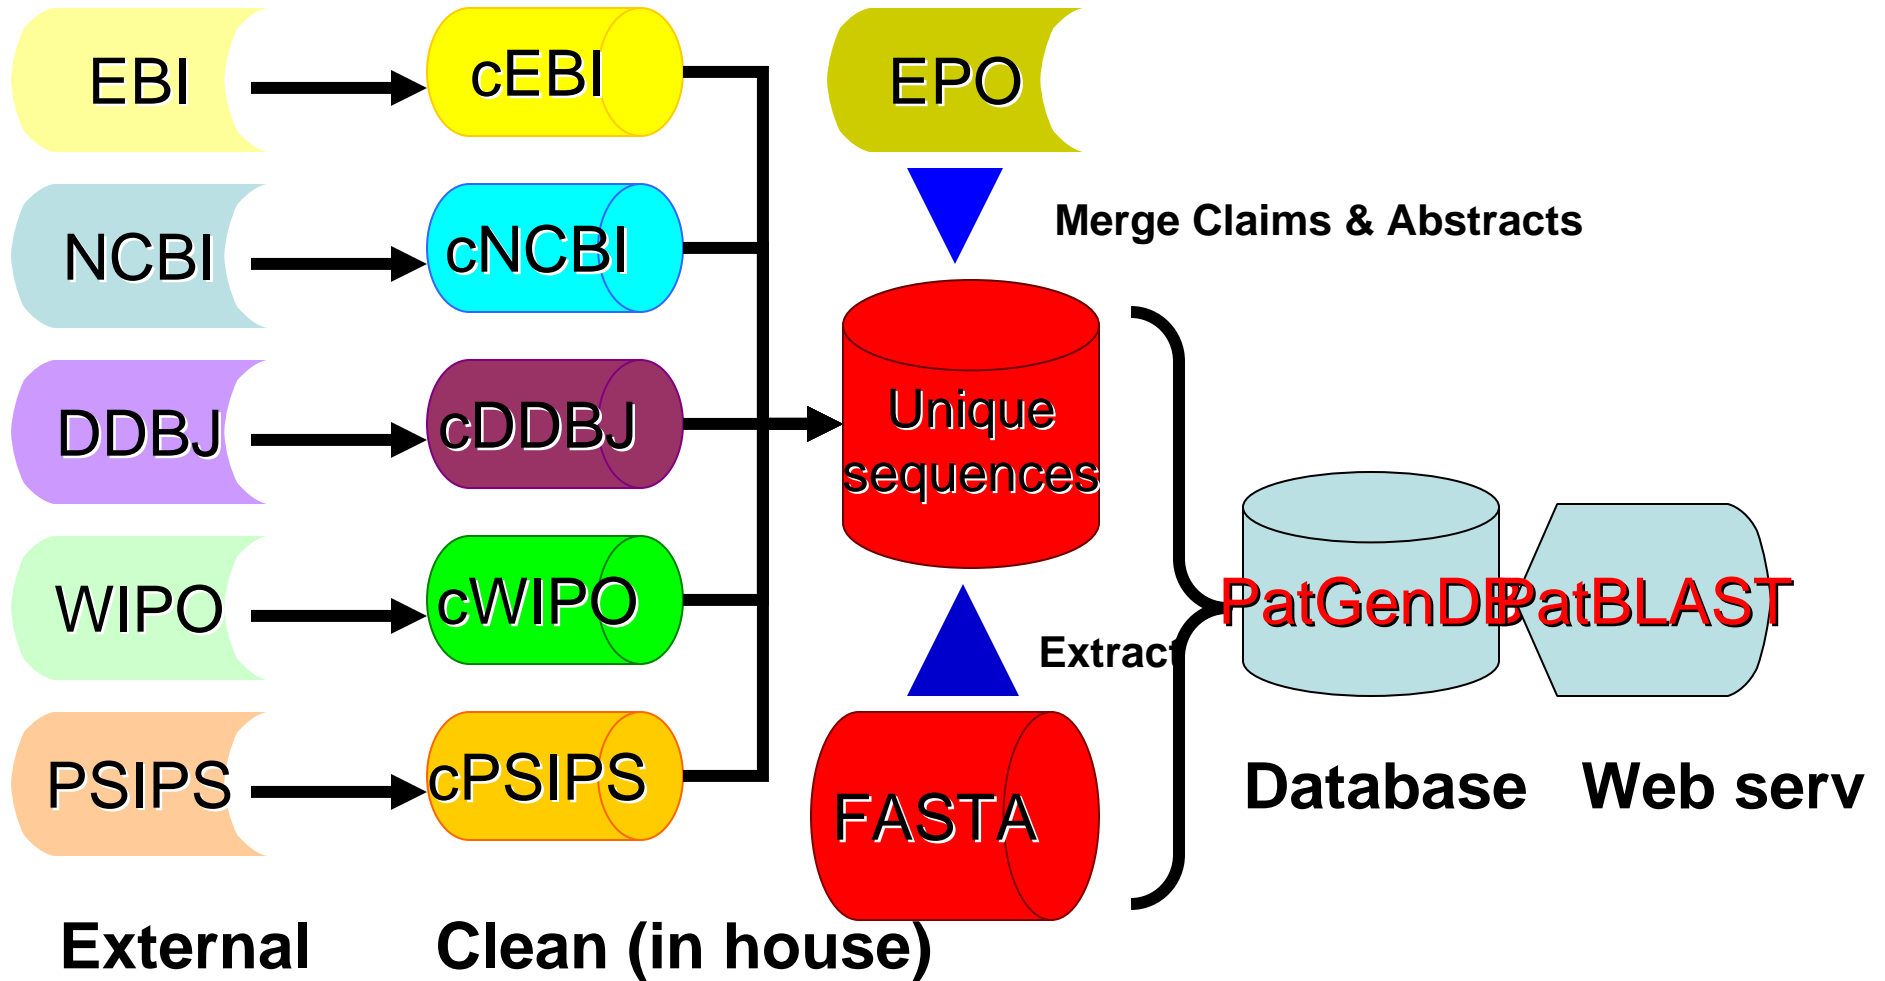 EBI
cEBI
EPO
Merge Claims & Abstracts
NCBI
cNCBI
DDBJ
cDDBJ
Unique
sequences
WIPO
cWIPO
PatGenDB
PatBLAST
Extract
PSIPS
cPSIPS
FASTA
Database
Web serv
External
Clean (in house)